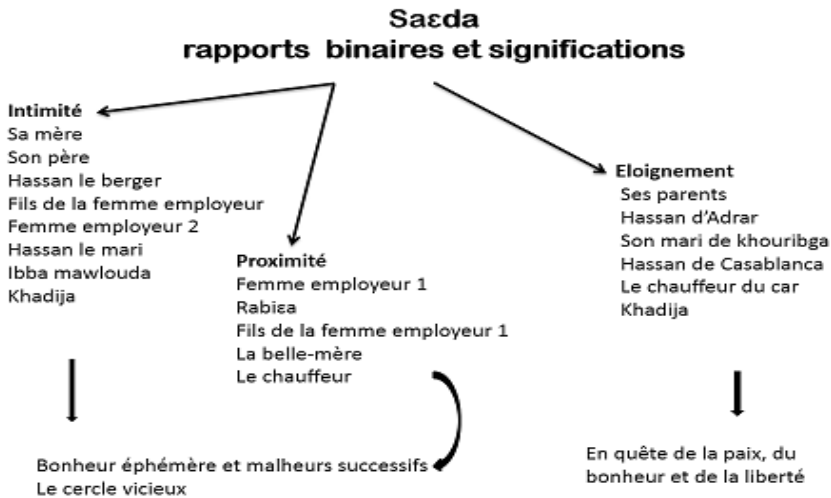 Saεda
rapports binaires et significations
Intimité
Sa mère
Son père
Hassan le berger
Fils de la femme employeur
Femme employeur 2
Hassan le mari
Ibba mawlouda
Khadija
Proximité
Femme employeur 1
Rabiεa
Fils de la femme employeur 1
La belle-mère
Le chauffeur
Eloignement
Ses parents
Hassan d'Adrar
Son mari de khouribga
Hassan de Casablanca
Le chauffeur du car
Khadija
Bonheur éphémère et malheurs successifs
Le cercle vicieux
En quête de la paix, du
bonheur et de la liberté